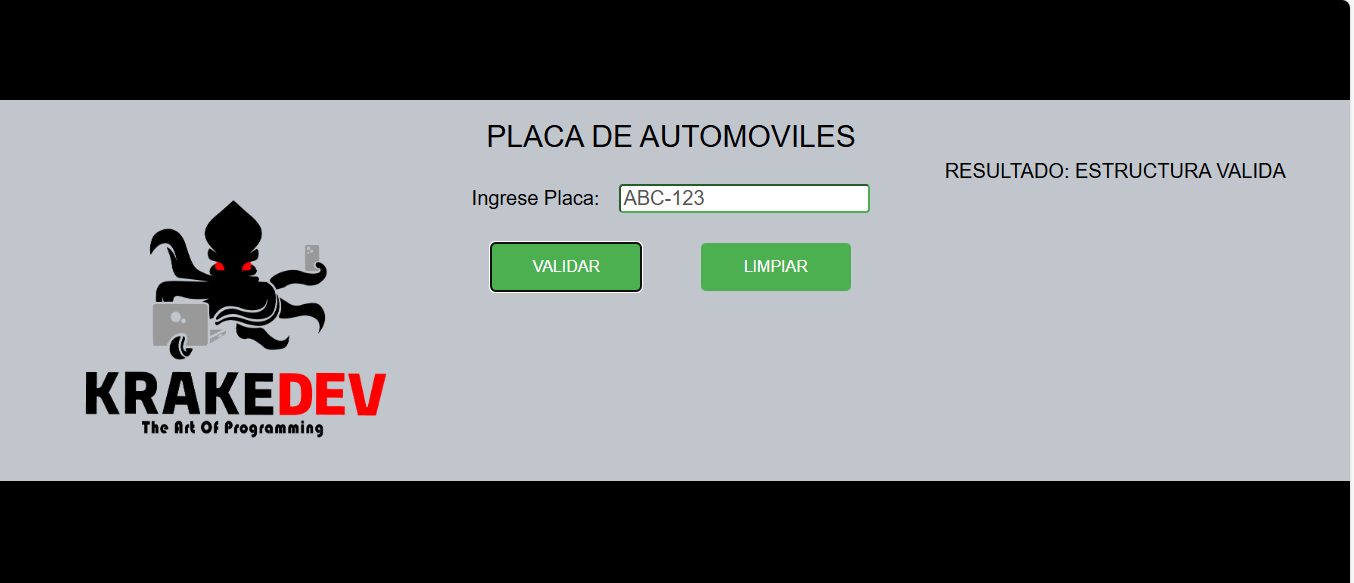 PLACA DE AUTOMOVILES
RESULTADO: ESTRUCTURA VALIDA
Ingrese Placa: ABC-123
VALIDAR LIMPIAR
KRAKEDEV
The Art Of Programming